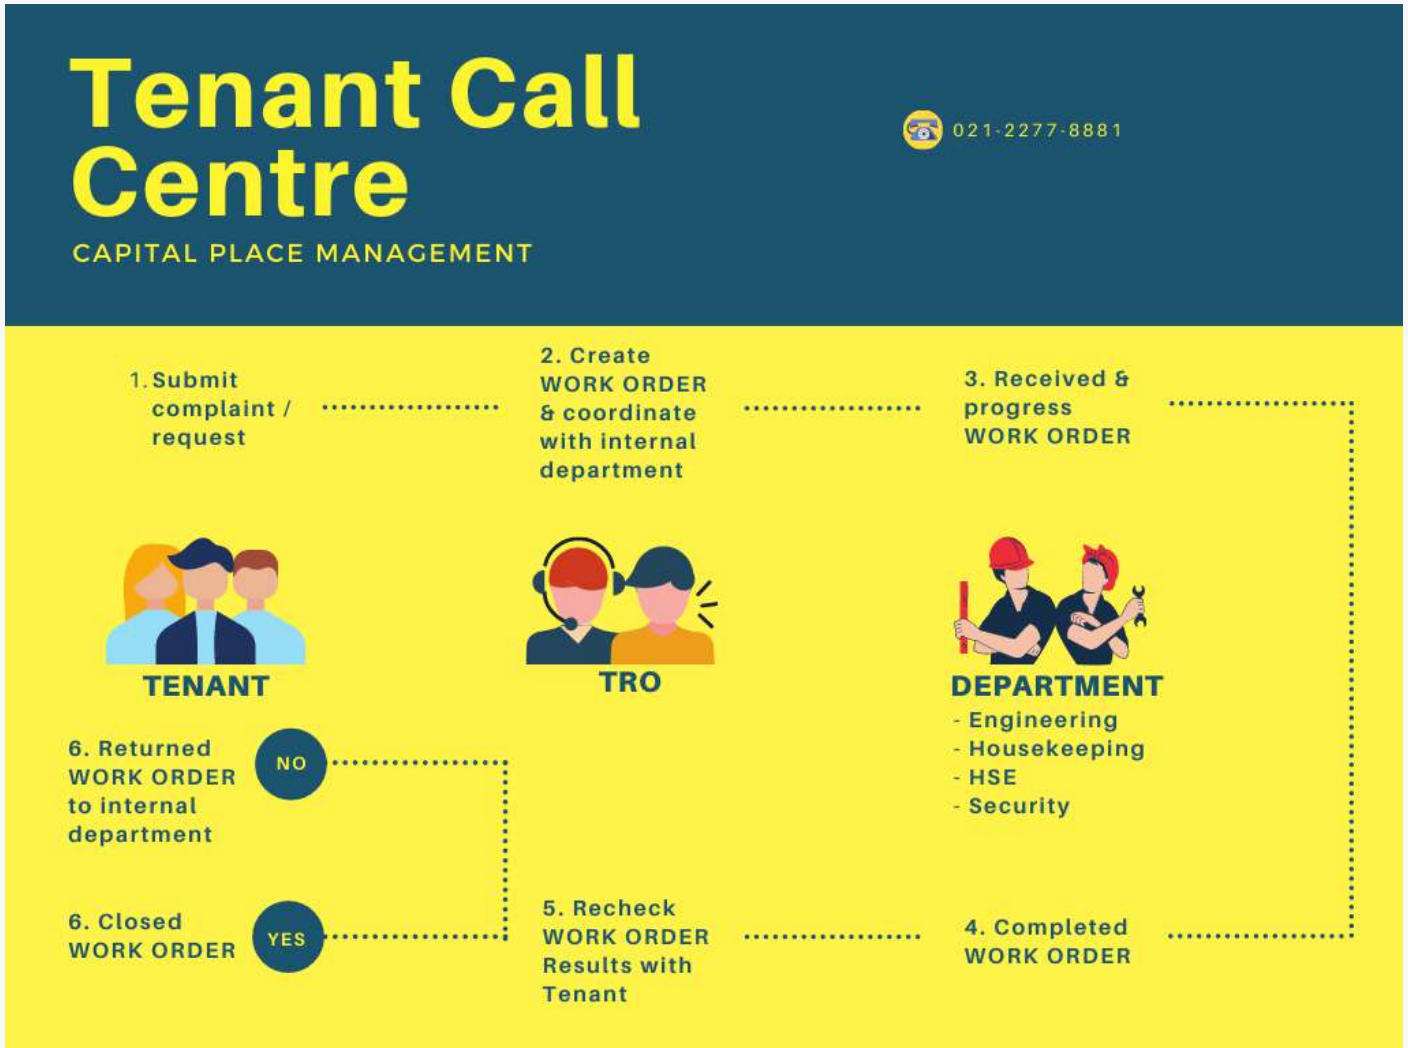 Tenant Call
Centre
CAPITAL PLACE MANAGEMENT
021-2277-8881
1. Submit
complaint /
request
2. Create
WORK ORDER
& coordinate
with internal
department
3. Received &
progress
WORK ORDER
TENANT
TRO
DEPARTMENT
- Engineering
- Housekeeping
- HSE
- Security
6. Returned
WORK ORDER
to internal
department
NO
6. Closed
WORK ORDER
YES
5. Recheck
WORK ORDER
Results with
Tenant
4. Completed
WORK ORDER